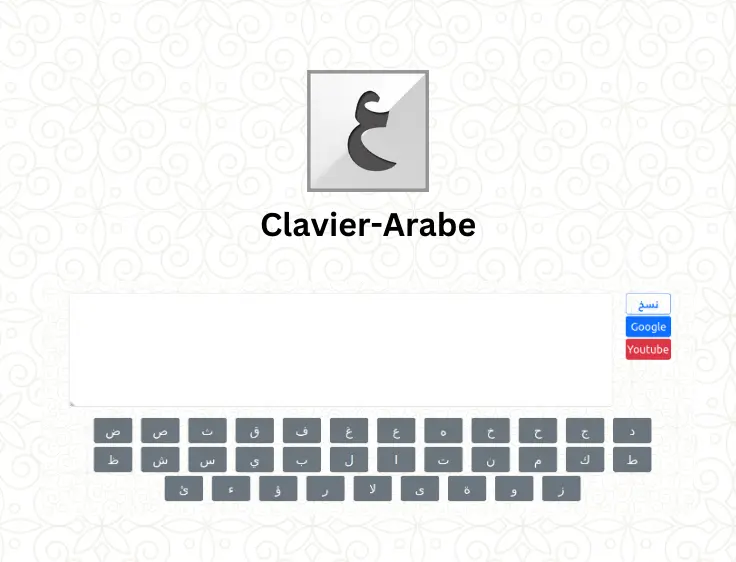 ع
Clavier-Arabe
نسخ
Google
Youtube
ض ص ث ق ف غ ع ه خ ح ج د
ظ ش س ي ب ل ا ت ن م ك ط
ئ ء ؤ ر لا ى ة و ز